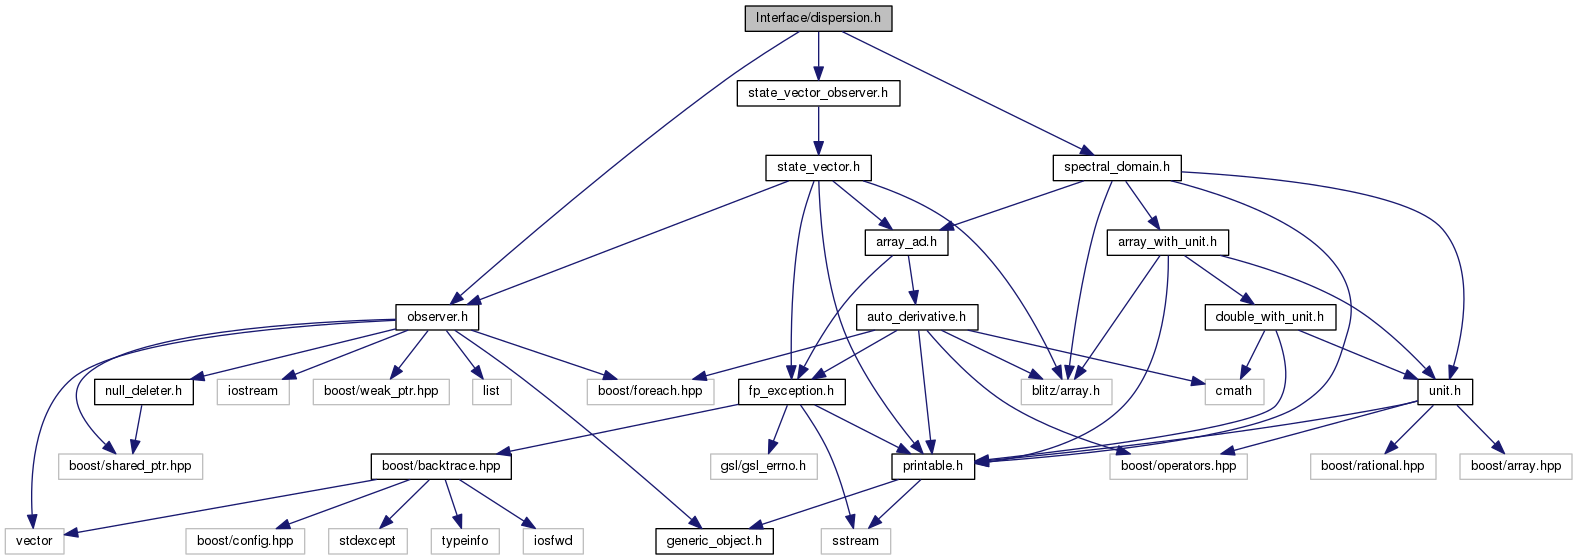 Interface/dispersion.h
state_vector_observer.h
state_vector.h
spectral_domain.h
array_ad.h
array_with_unit.h
observer.h
auto_derivative.h
double_with_unit.h
null_deleter.h
iostream
boost/weak_ptr.hpp
list
boost/foreach.hpp
fp_exception.h
blitz/array.h
cmath
unit.h
boost/shared_ptr.hpp
boost/backtrace.hpp
gsl/gsl_errno.h
printable.h
boost/operators.hpp
boost/rational.hpp
boost/array.hpp
vector
boost/config.hpp
stdexcept
typeinfo
iosfwd
generic_object.h
sstream